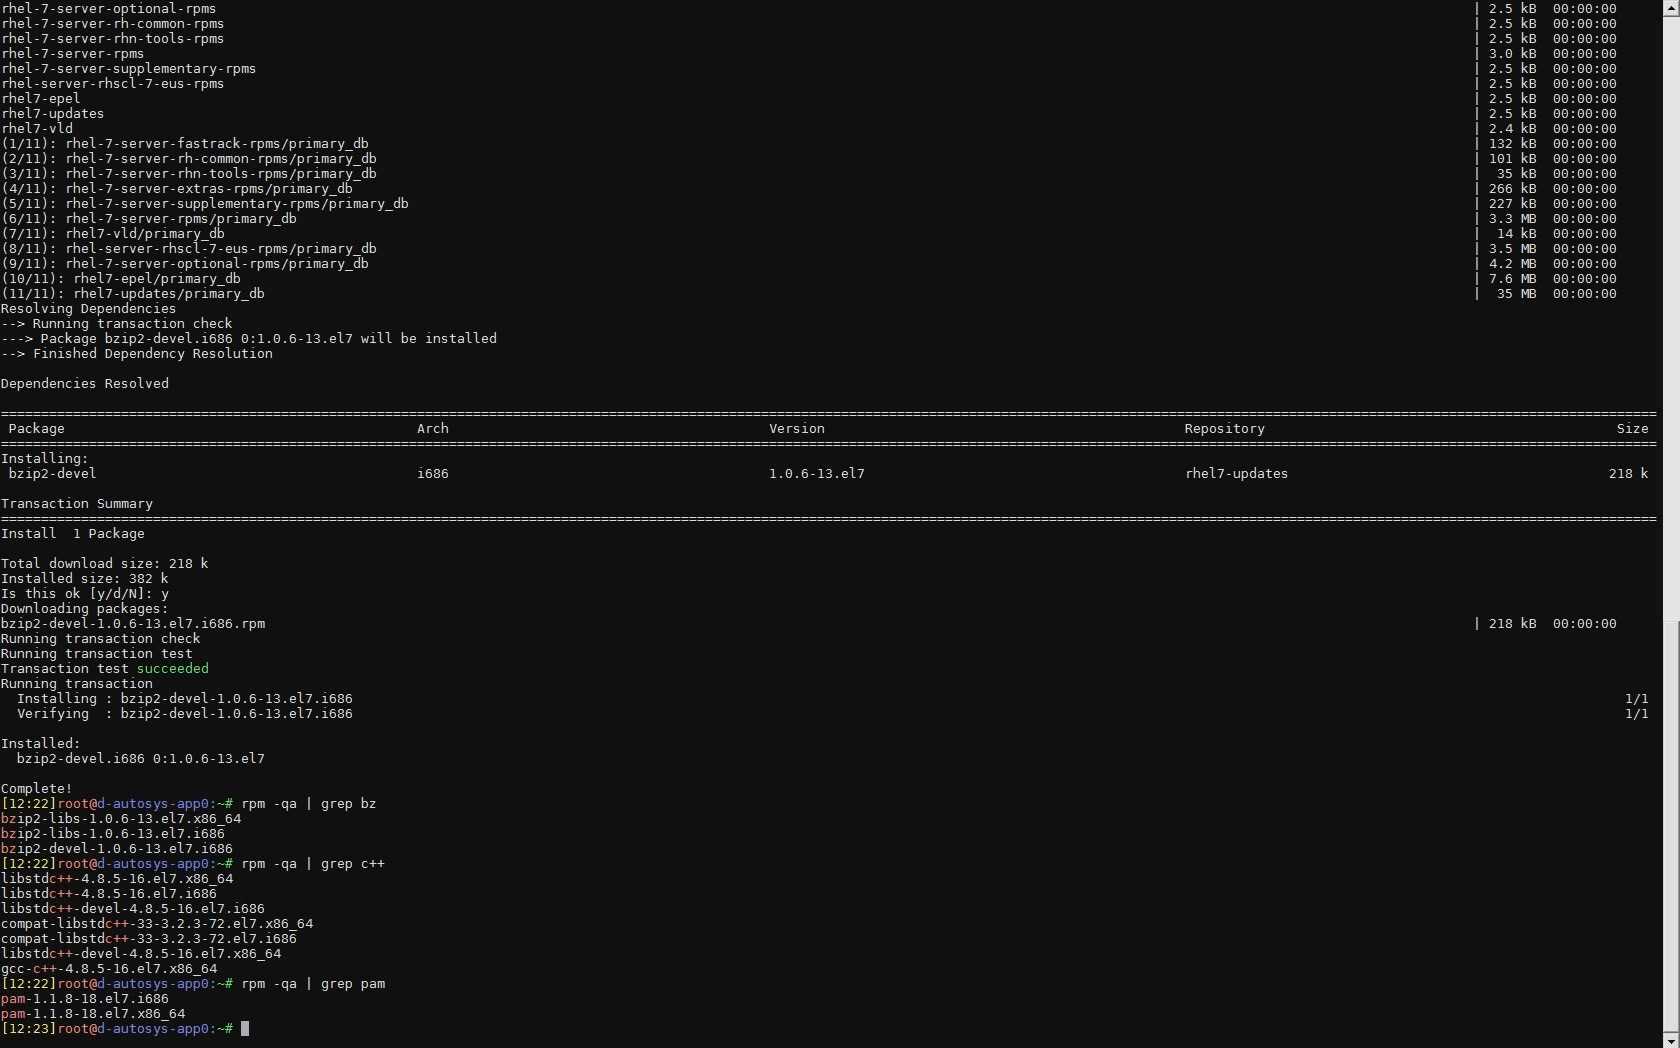 rhel-7-server-optional-rpms | 2.5 kB 00:00:00
rhel-7-server-rh-common-rpms | 2.5 kB 00:00:00
rhel-7-server-rhn-tools-rpms | 2.5 kB 00:00:00
rhel-7-server-rpms | 3.0 kB 00:00:00
rhel-7-server-supplementary-rpms | 2.5 kB 00:00:00
rhel-server-rhscl-7-eus-rpms | 2.5 kB 00:00:00
rhel7-epel | 2.5 kB 00:00:00
rhel7-updates | 2.5 kB 00:00:00
rhel7-vld | 2.4 kB 00:00:00
(1/11): rhel-7-server-fastrack-rpms/primary_db | 132 kB 00:00:00
(2/11): rhel-7-server-rh-common-rpms/primary_db | 101 kB 00:00:00
(3/11): rhel-7-server-rhn-tools-rpms/primary_db | 35 kB 00:00:00
(4/11): rhel-7-server-extras-rpms/primary_db | 266 kB 00:00:00
(5/11): rhel-7-server-supplementary-rpms/primary_db | 227 kB 00:00:00
(6/11): rhel-7-server-rpms/primary_db | 3.3 MB 00:00:00
(7/11): rhel7-vld/primary_db | 14 kB 00:00:00
(8/11): rhel-server-rhscl-7-eus-rpms/primary_db | 3.5 MB 00:00:00
(9/11): rhel-7-server-optional-rpms/primary_db | 4.2 MB 00:00:00
(10/11): rhel7-epel/primary_db | 7.6 MB 00:00:00
(11/11): rhel7-updates/primary_db | 35 MB 00:00:00
Resolving Dependencies
--> Running transaction check
---> Package bzip2-devel.i686 0:1.0.6-13.el7 will be installed
--> Finished Dependency Resolution
Dependencies Resolved
Package Arch Version Repository Size
Installing:
bzip2-devel i686 1.0.6-13.el7 rhel7-updates 218 k
Transaction Summary
Install 1 Package
Total download size: 218 k
Installed size: 382 k
Is this ok [y/d/N]: y
Downloading packages:
bzip2-devel-1.0.6-13.el7.i686.rpm | 218 kB 00:00:00
Running transaction check
Running transaction test
Transaction test succeeded
Running transaction
Installing : bzip2-devel-1.0.6-13.el7.i686 1/1
Verifying : bzip2-devel-1.0.6-13.el7.i686 1/1
Installed:
bzip2-devel.i686 0:1.0.6-13.el7
Complete!
[12:22]root@d-autosys-app0:~# rpm -qa | grep bz
bzip2-libs-1.0.6-13.el7.x86_64
bzip2-libs-1.0.6-13.el7.i686
bzip2-devel-1.0.6-13.el7.i686
[12:22]root@d-autosys-app0:~# rpm -qa | grep c++
libstdc++-4.8.5-16.el7.x86_64
libstdc++-4.8.5-16.el7.i686
libstdc++-devel-4.8.5-16.el7.i686
compat-libstdc++-33-3.2.3-72.el7.x86_64
compat-libstdc++-33-3.2.3-72.el7.i686
libstdc++-devel-4.8.5-16.el7.x86_64
gcc-c++-4.8.5-16.el7.x86_64
[12:22]root@d-autosys-app0:~# rpm -qa | grep pam
pam-1.1.8-18.el7.i686
pam-1.1.8-18.el7.x86_64
[12:23]root@d-autosys-app0:~#